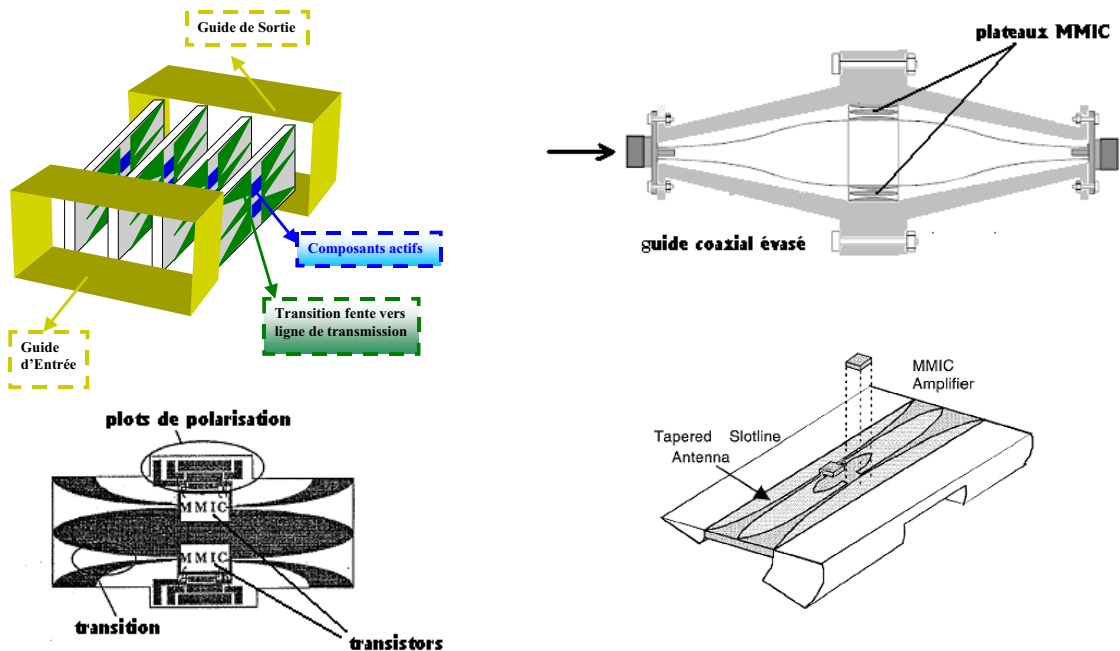 Guide de Sortie
Composants actifs
Transition fente vers
ligne de transmission
Guide
d'Entrée
plateaux MMIC
guide coaxial évasé
plots de polarisation
MMIC
MMIC
transition
transistors
MMIC
Amplifier
Tapered Slotline
Antenna